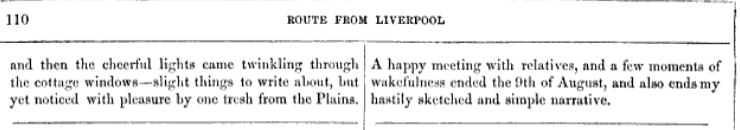 110
ROUTE FROM LIVERPOOL
and then the cheerful lights came twinkling through
the cottage windows—slight things to write about, but
yet noticed with pleasure by one tresh from the Plains.
A happy meeting with relatives, and a few moments of
wakefulness ended the 9th of August, and also ends my
hastily sketched and simple narrative.